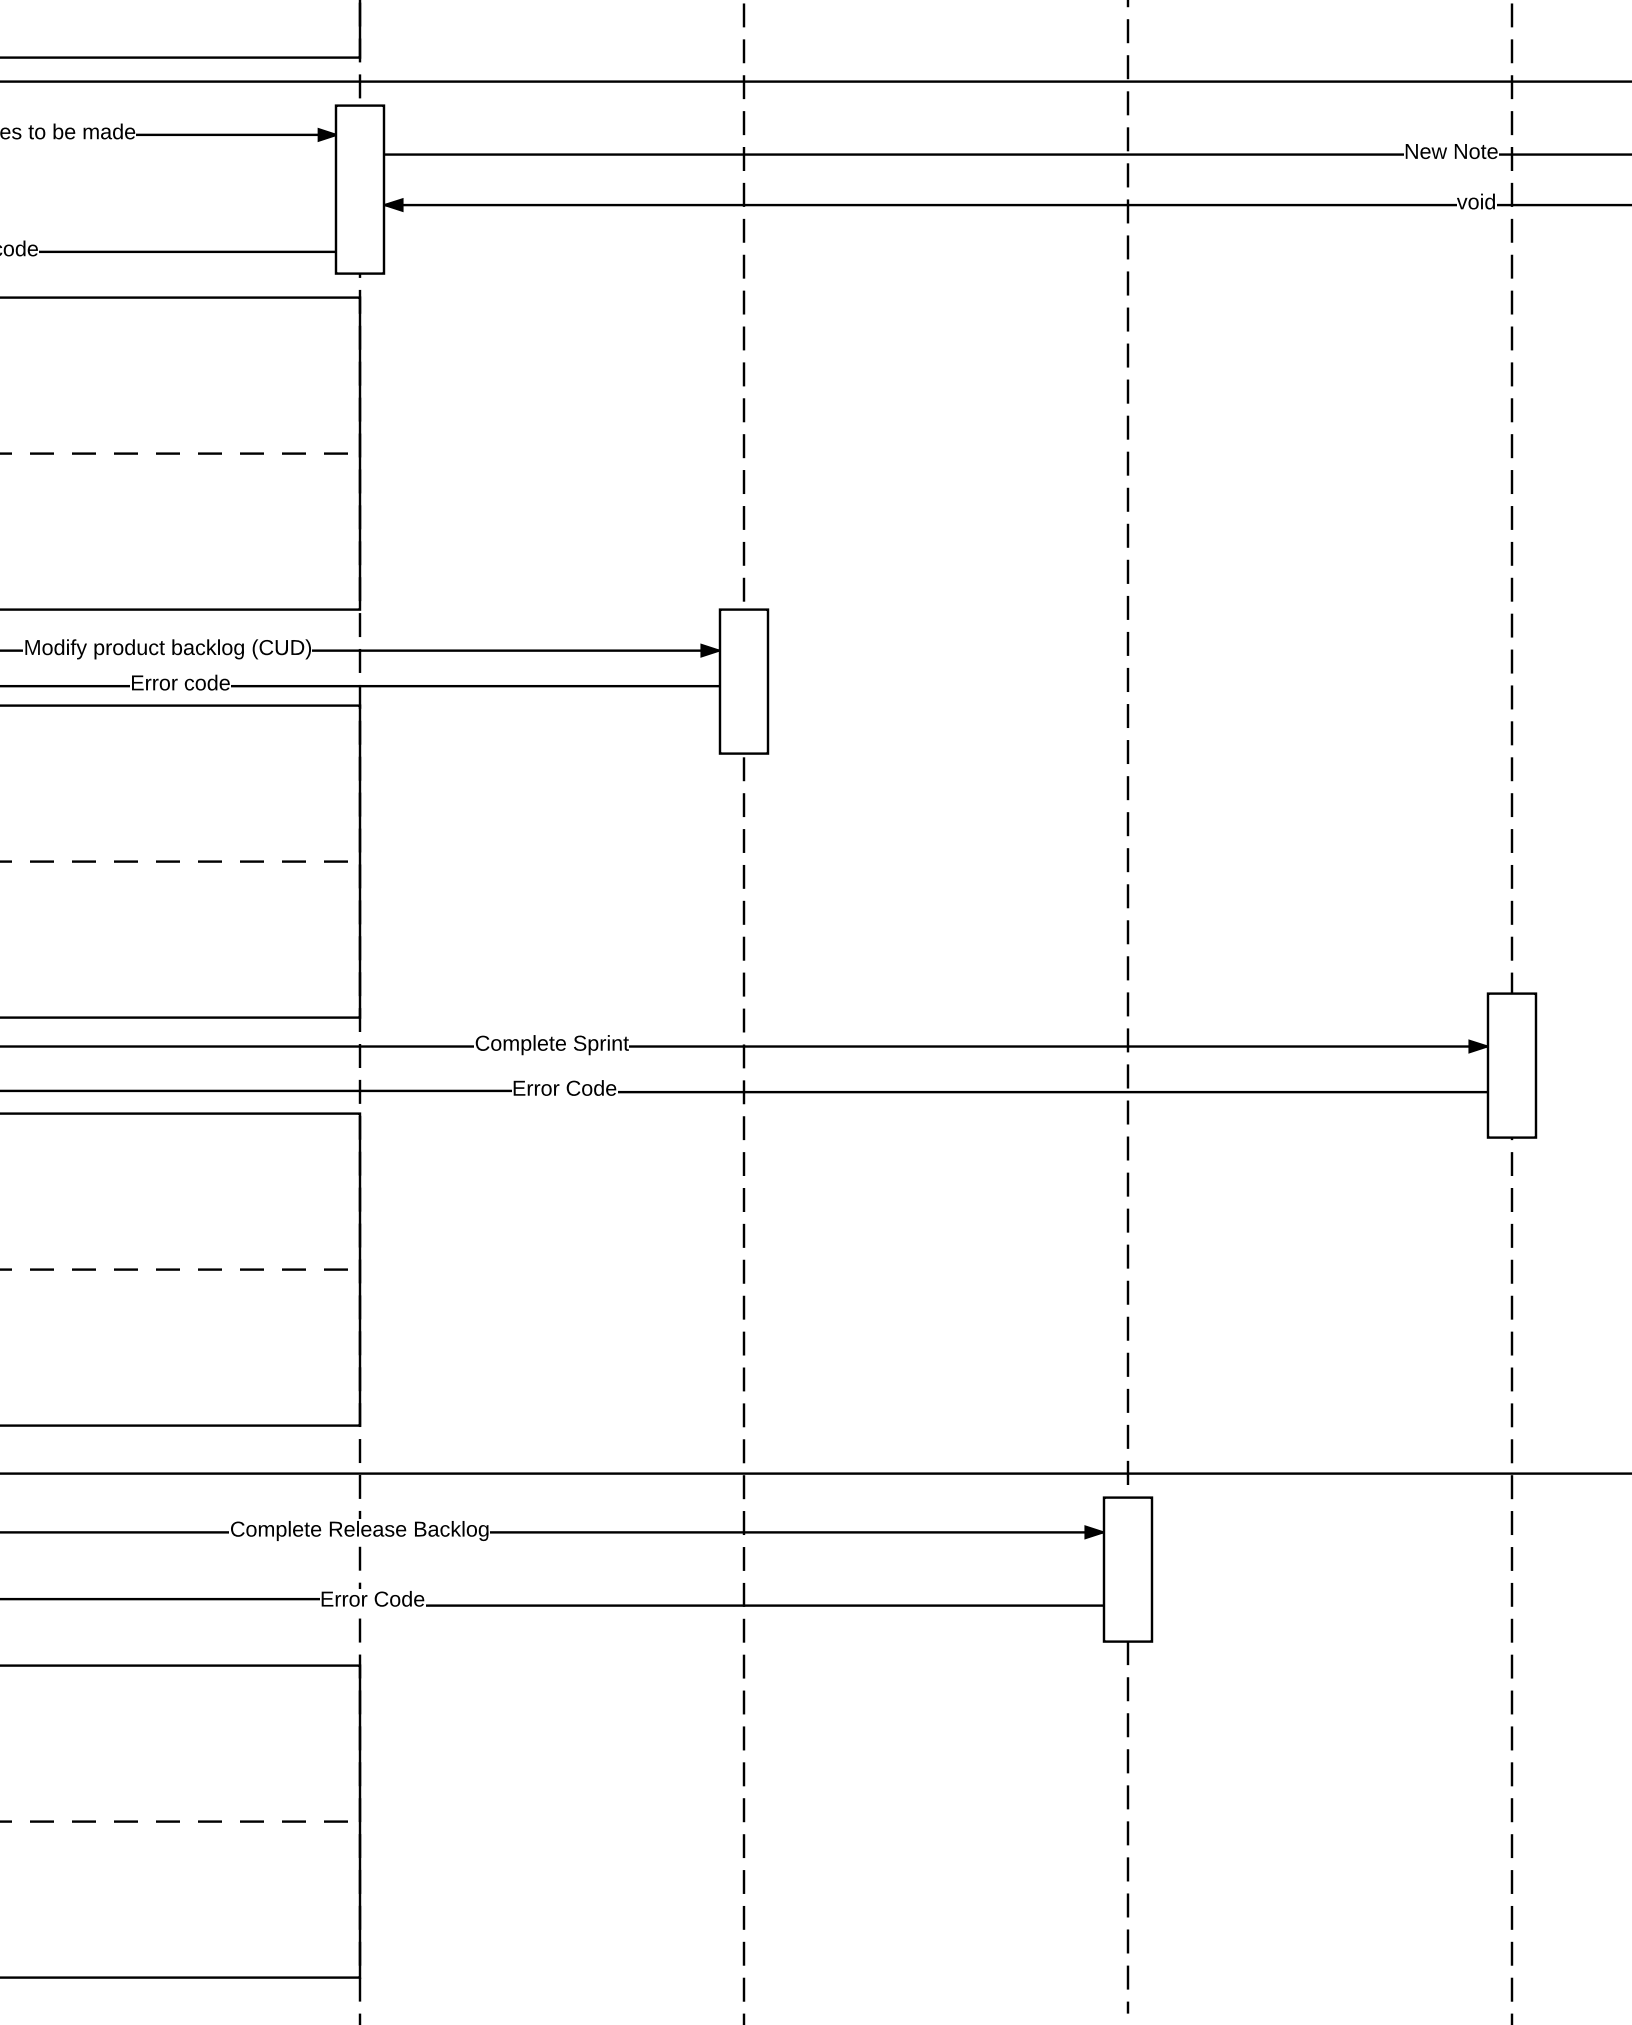 es to be made
New Note
void
code
Modify product backlog (CUD)
Error code
Complete Sprint
Error Code
Complete Release Backlog
Error Code